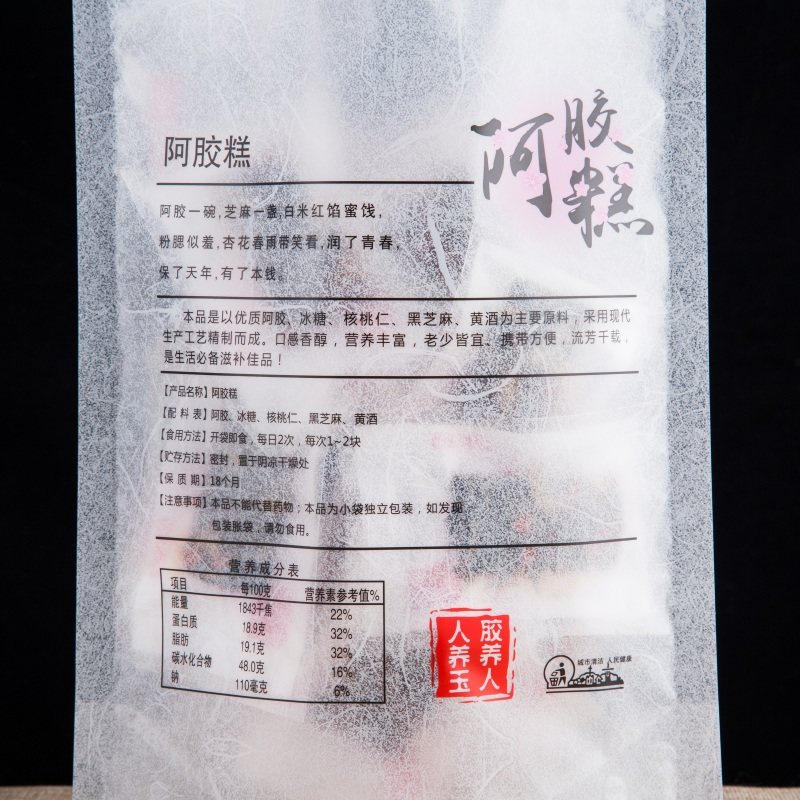 阿胶糕
阿胶糕
阿胶一碗,芝麻一盏,白米红馅蜜饯,
粉腮似羞,杏花春雨带笑看,润了青春,
保了天年,有了本钱。
本品是以优质阿胶、冰糖、核桃仁、黑芝麻、黄酒为主要原料，采用现代
生产工艺精制而成。口感香醇，营养丰富，老少皆宜、携带方便，流芳千载，
是生活必备滋补佳品！
【产品名称】阿胶糕
【配 料 表】阿胶、冰糖、核桃仁、黑芝麻、黄酒
【食用方法】开袋即食，每日2次，每次1~2块
【贮存方法】密封，置于阴凉干燥处
【保 质 期】18个月
【注意事项】本品不能代替药物；本品为小袋独立包装，如发现
包装胀袋，请勿食用。
营养成分表
项目 每100克 营养素参考值%
能量 1843千焦 22%
蛋白质 18.9克 32%
脂肪 19.1克 32%
碳水化合物 48.0克 16%
钠 110毫克 6%
胶养人
人养玉
城市清洁 人民健康